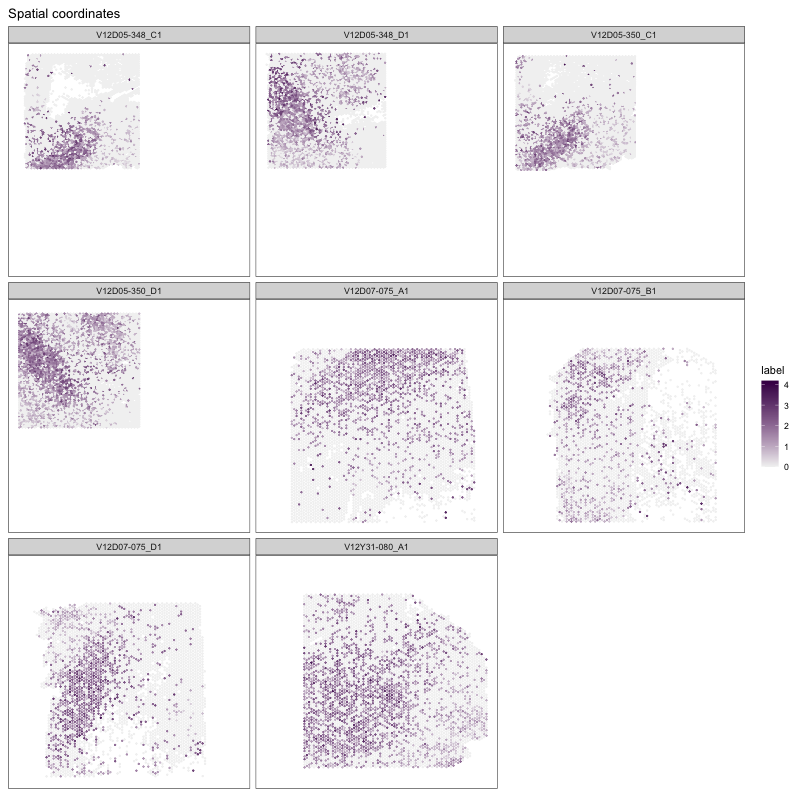 Spatial coordinates
V12D05-348_C1
V12D05-348_D1
V12D05-350_C1
V12D05-350_D1
V12D07-075_A1
V12D07-075_B1
label
4
3
2
1
0
V12D07-075_D1
V12Y31-080_A1